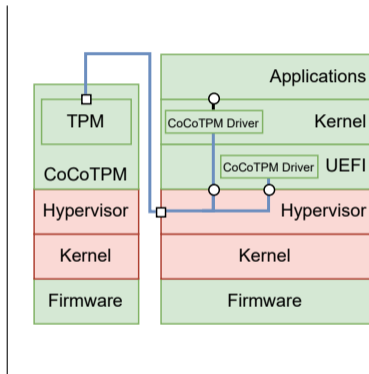 TPM
CoCoTPM
Hypervisor
Kernel
Firmware
Applications
CoCoTPM Driver
Kernel
CoCoTPM Driver
UEFI
Hypervisor
Kernel
Firmware